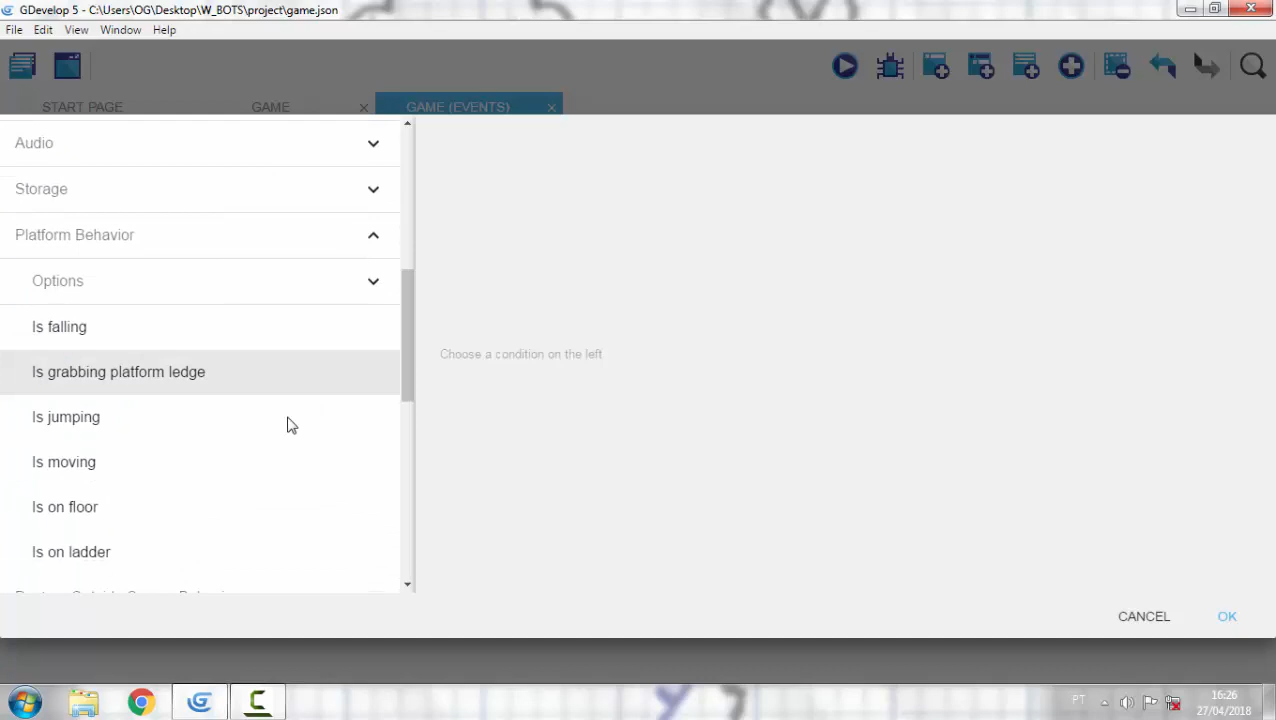 GDevelop 5 - C:\Users\OG\Desktop\W_BOTS\project\game.json
File Edit View Window Help
START PAGE GAME GAME (EVENTS)
Audio
Storage
Platform Behavior
Options
Is falling
Is grabbing platform ledge
Is jumping
Is moving
Is on floor
Is on ladder
Choose a condition on the left
CANCEL OK
PT
16:26
27/04/2018